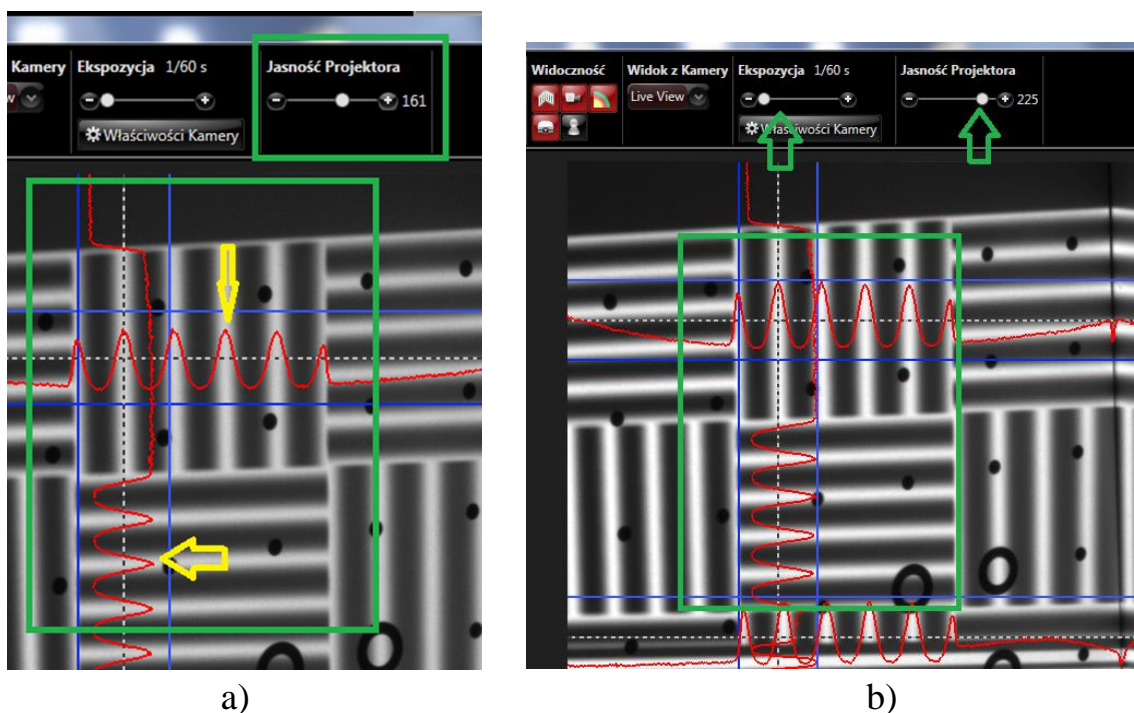 Kamery Ekspozycja 1/60 s Jasność Projektora
161
Właściwości Kamery
Widoczność Widok z Kamery Ekspozycja 1/60 s Jasność Projektora
Live View 225
Właściwości Kamery
a) b)